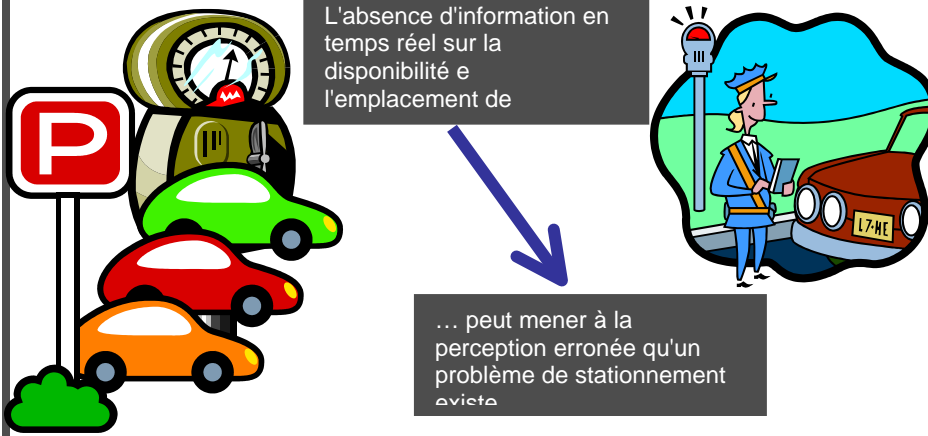 L'absence d'information en
temps réel sur la
disponibilité e
l'emplacement de
P
L7·HE
… peut mener à la
perception erronée qu'un
problème de stationnement
existe